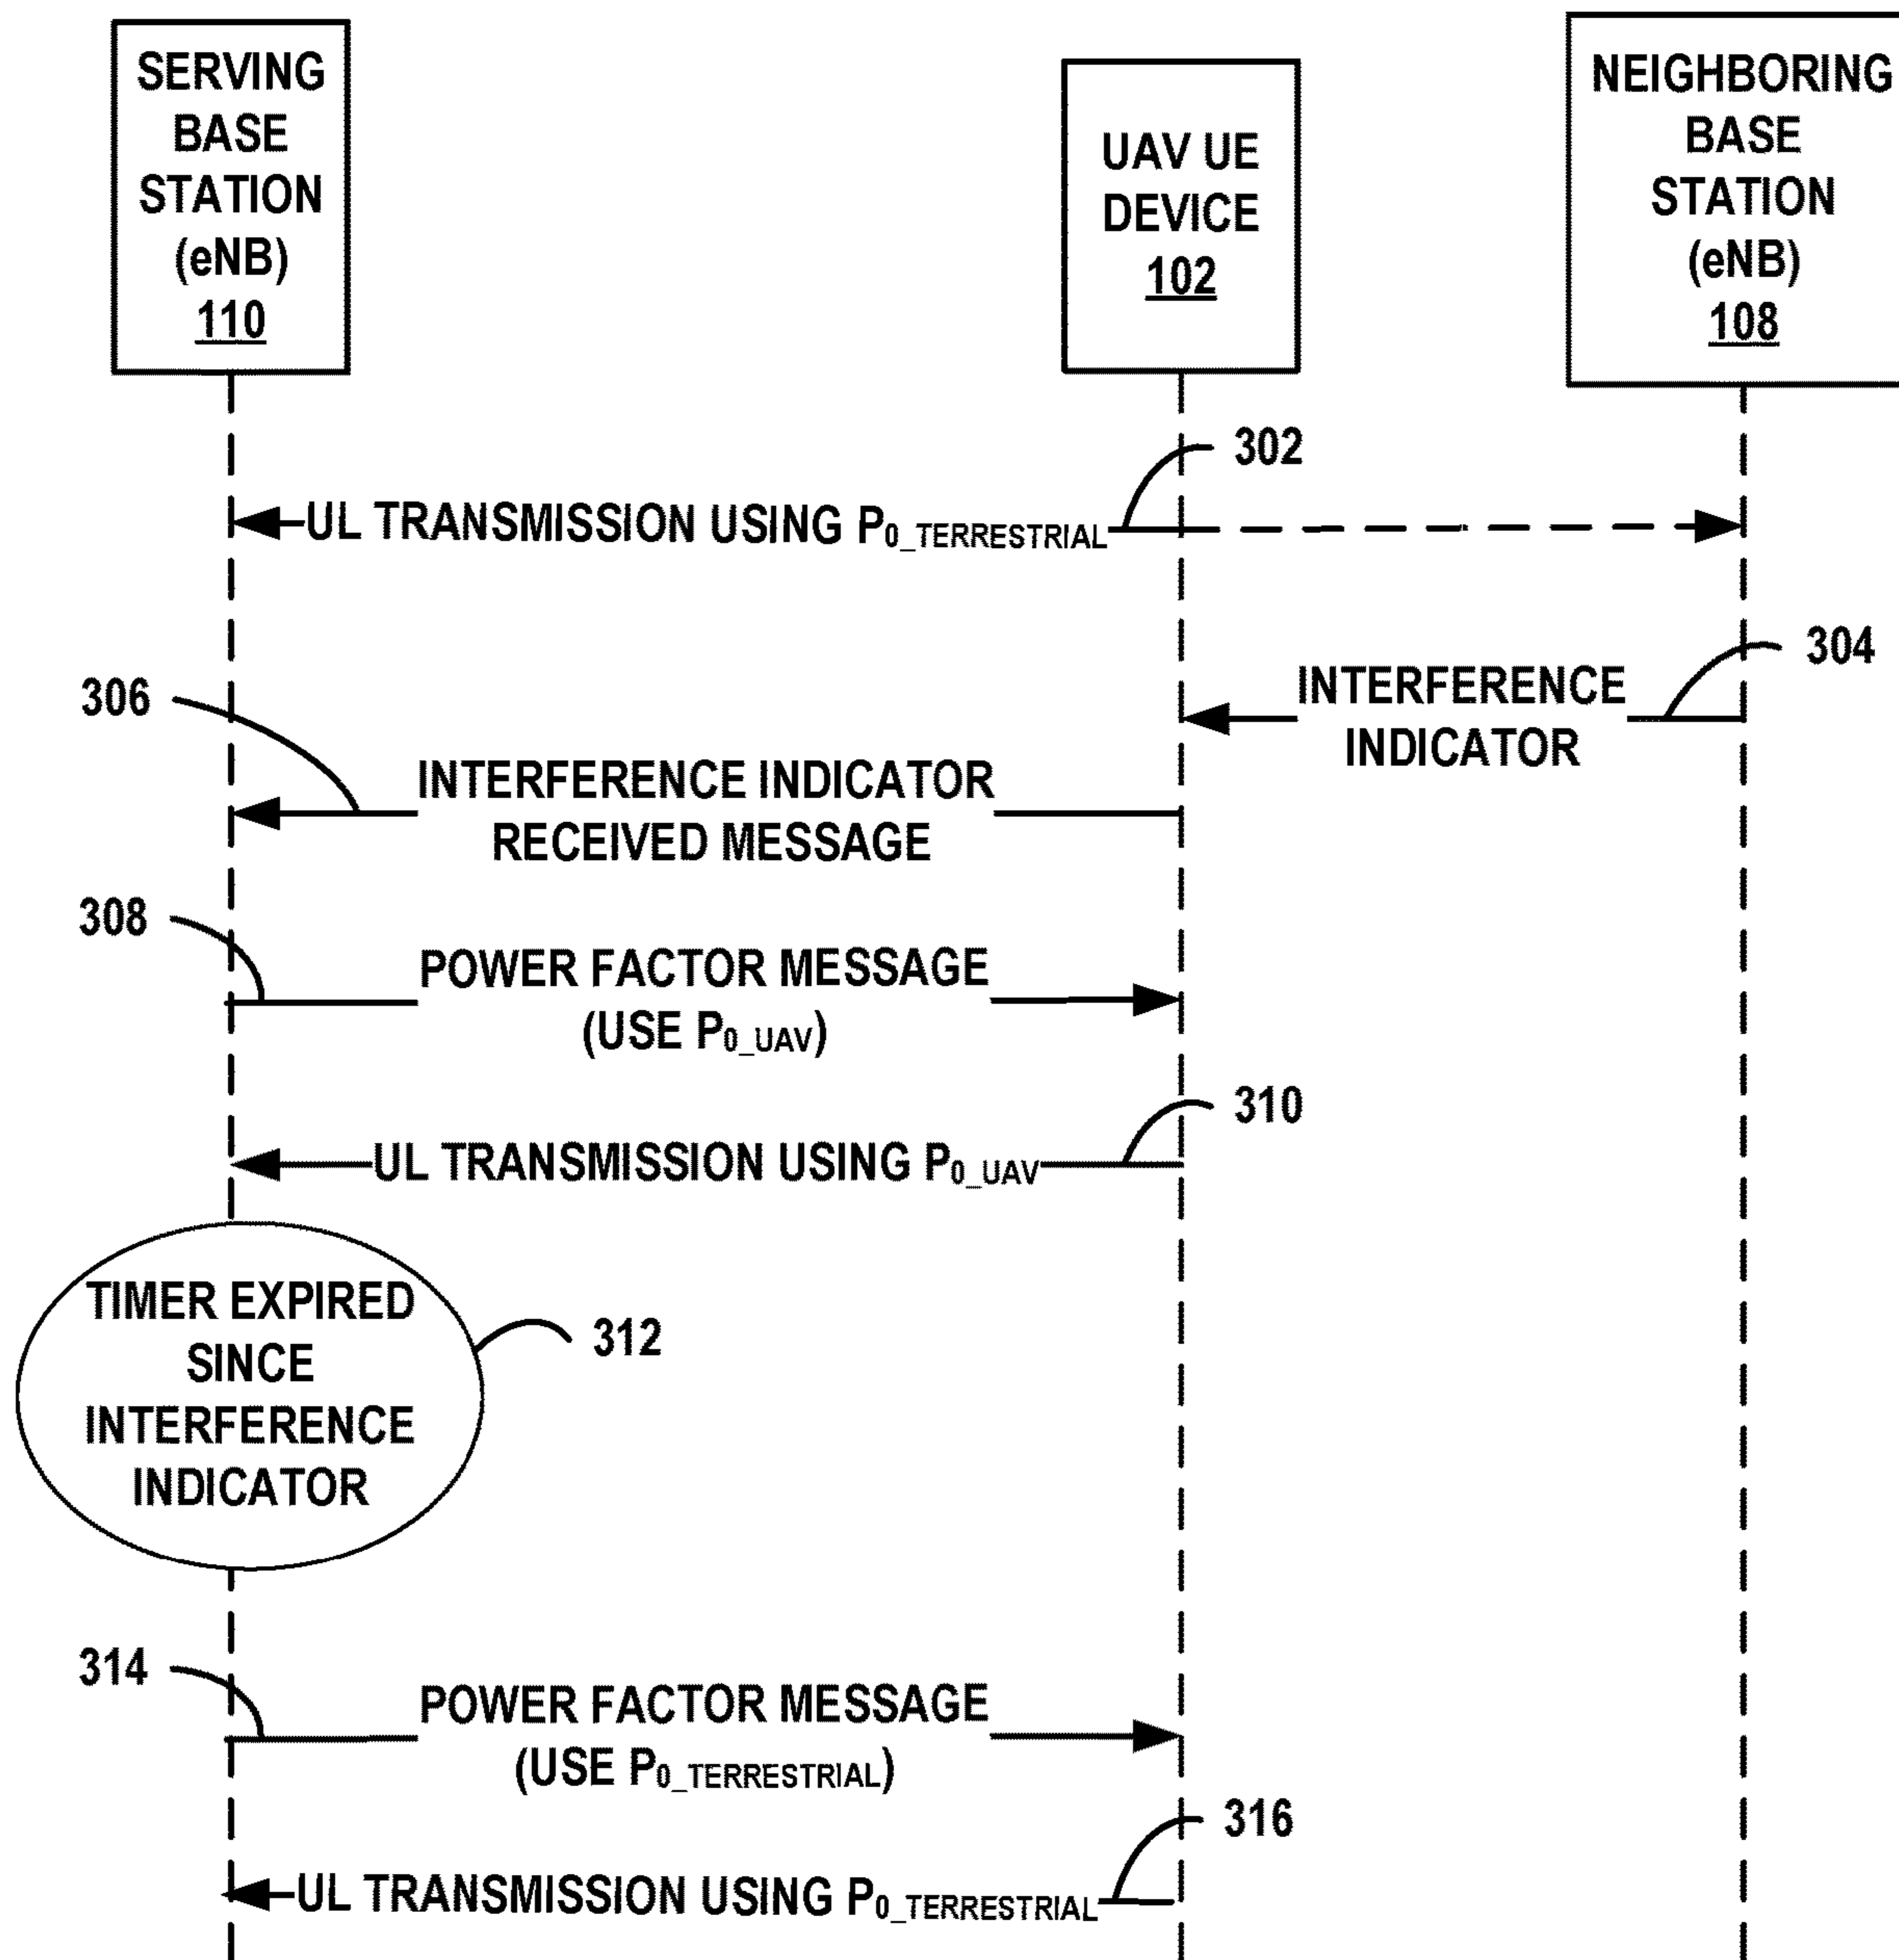 SERVING
BASE
STATION
(eNB)
110
UAV UE
DEVICE
102
NEIGHBORING
BASE
STATION
(eNB)
108
302
UL TRANSMISSION USING P0_TERRESTRIAL
304
INTERFERENCE
INDICATOR
306
INTERFERENCE INDICATOR
RECEIVED MESSAGE
308
POWER FACTOR MESSAGE
(USE P0_UAV)
310
UL TRANSMISSION USING P0_UAV
TIMER EXPIRED
SINCE
INTERFERENCE
INDICATOR
312
314
POWER FACTOR MESSAGE
(USE P0_TERRESTRIAL)
316
UL TRANSMISSION USING P0_TERRESTRIAL